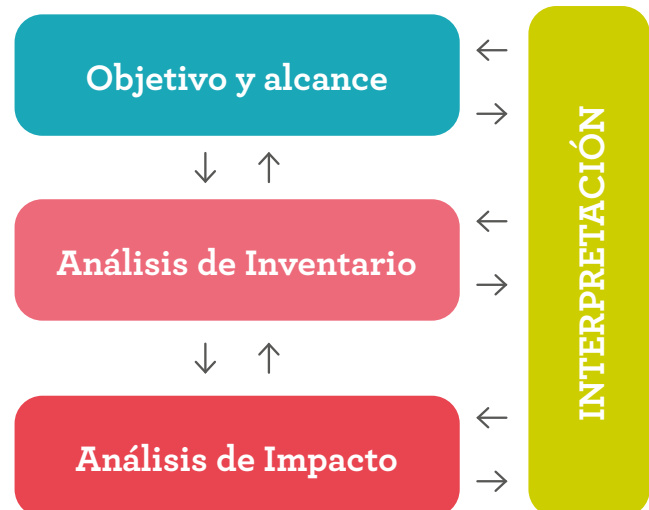 Objetivo y alcance
Análisis de Inventario
Análisis de Impacto
INTERPRETACIÓN